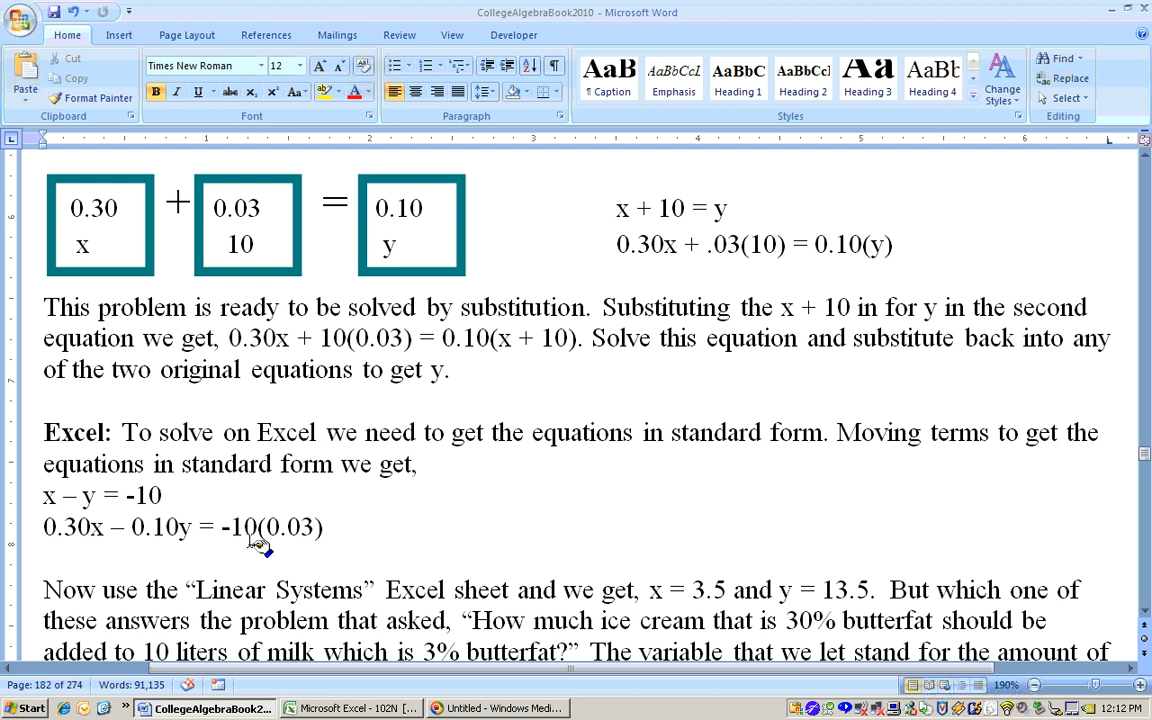 CollegeAlgebraBook2010 - Microsoft Word
Home Insert Page Layout References Mailings Review View Developer
Paste
Cut
Copy
Format Painter
Times New Roman 12
AaB AaBbCcL AaBbC AaBbCcI AaB AaBb(
¶ Caption Emphasis Heading 1 Heading 2 Heading 3 Heading 4
Change Styles
Find
Replace
Select
Clipboard Font Paragraph Styles Editing
1 2 3 4 5 6
0.30 + 0.03 = 0.10 x + 10 = y
x 10 y 0.30x + .03(10) = 0.10(y)
This problem is ready to be solved by substitution. Substituting the x + 10 in for y in the second
equation we get, 0.30x + 10(0.03) = 0.10(x + 10). Solve this equation and substitute back into any
of the two original equations to get y.
Excel: To solve on Excel we need to get the equations in standard form. Moving terms to get the
equations in standard form we get,
x – y = -10
0.30x – 0.10y = -10(0.03)
Now use the “Linear Systems” Excel sheet and we get, x = 3.5 and y = 13.5. But which one of
these answers the problem that asked, “How much ice cream that is 30% butterfat should be
added to 10 liters of milk which is 3% butterfat?” The variable that we let stand for the amount of
Page: 182 of 274 Words: 91,135 190%
Start CollegeAlgebraBook2... Microsoft Excel - 102N [... Untitled - Windows Medi... 12:12 PM